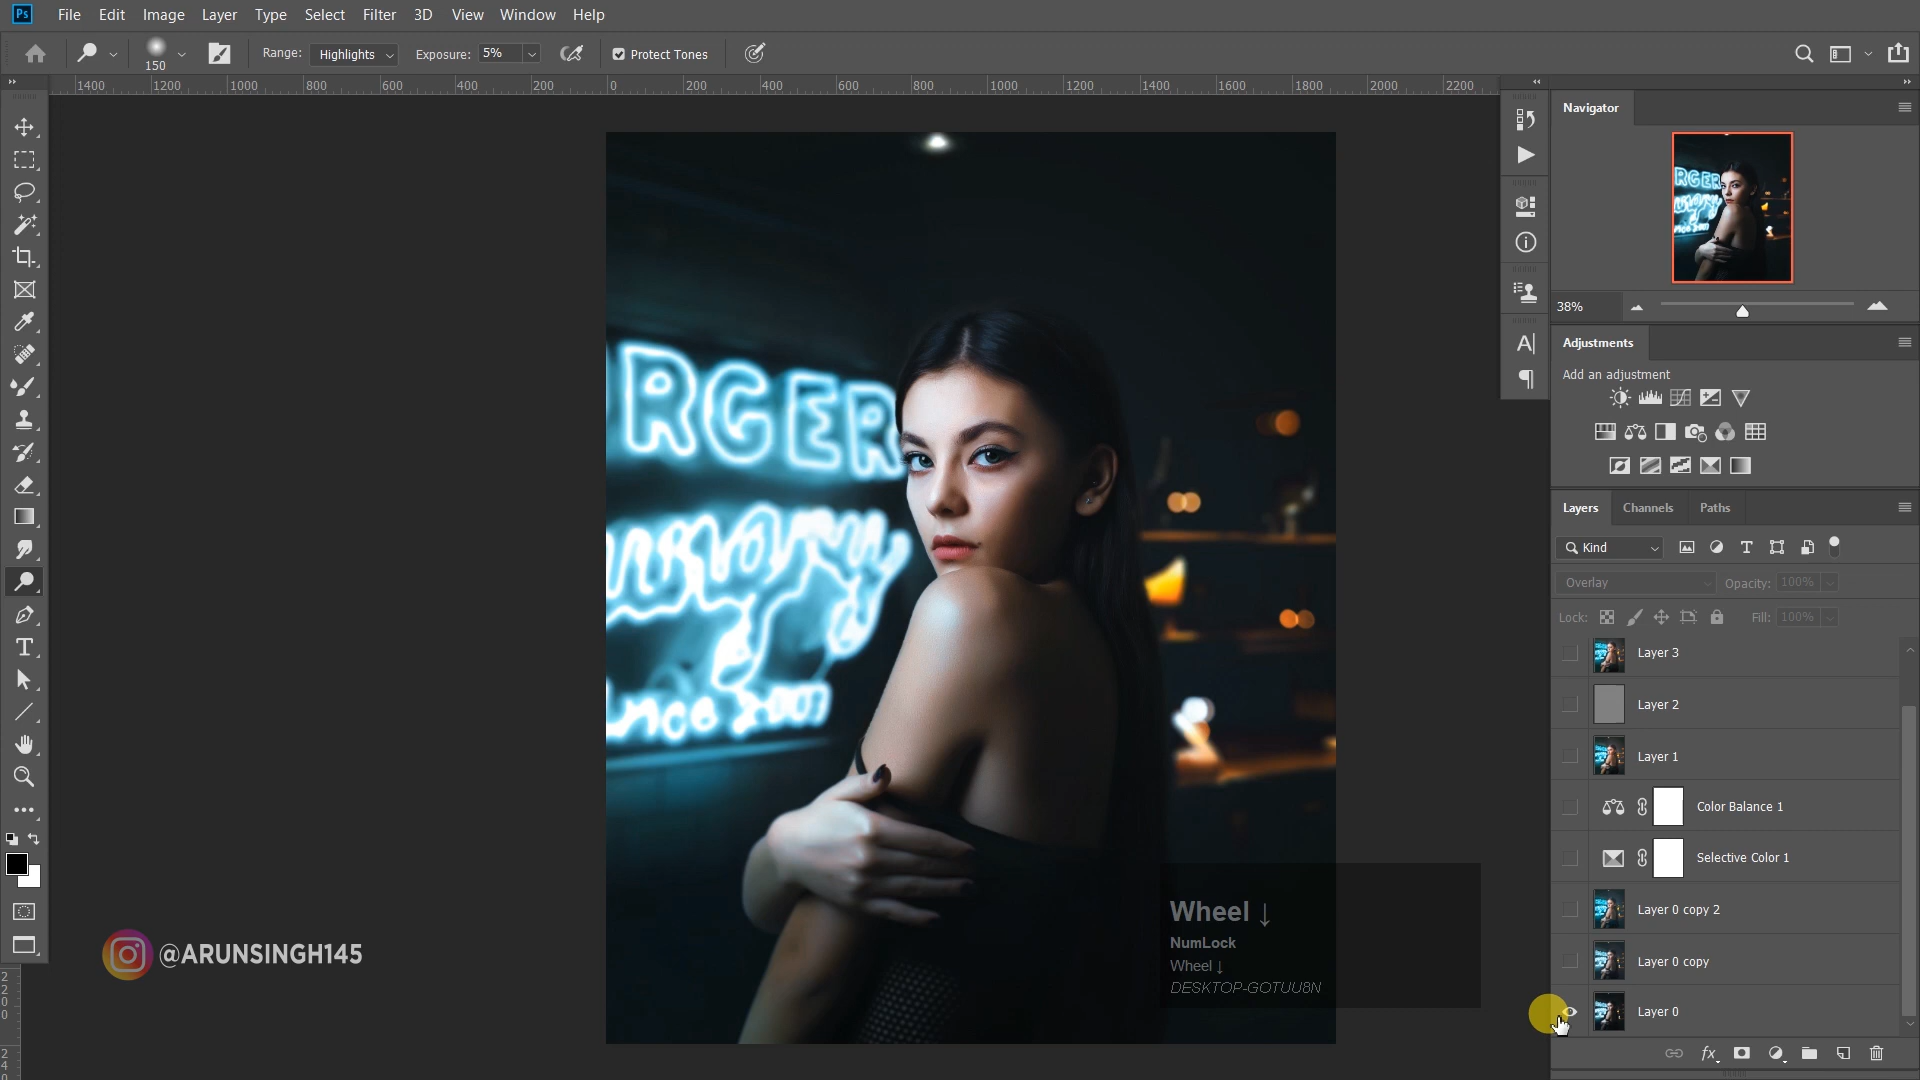 Ps File Edit Image Layer Type Select Filter 3D View Window Help
150 Range: Highlights Exposure: 5% Protect Tones
1400 1200 1000 800 600 400 200 0 200 400 600 800 1000 1200 1400 1600 1800 2000 2200
Navigator
38%
Adjustments
Add an adjustment
Layers Channels Paths
Kind
Overlay Opacity: 100%
Lock: Fill: 100%
Layer 3
Layer 2
Layer 1
Color Balance 1
Selective Color 1
Layer 0 copy 2
Layer 0 copy
Layer 0
RGER
since 2007
Wheel ↓
NumLock
Wheel ↓
DESKTOP-GOTUU8N
@ARUNSINGH145